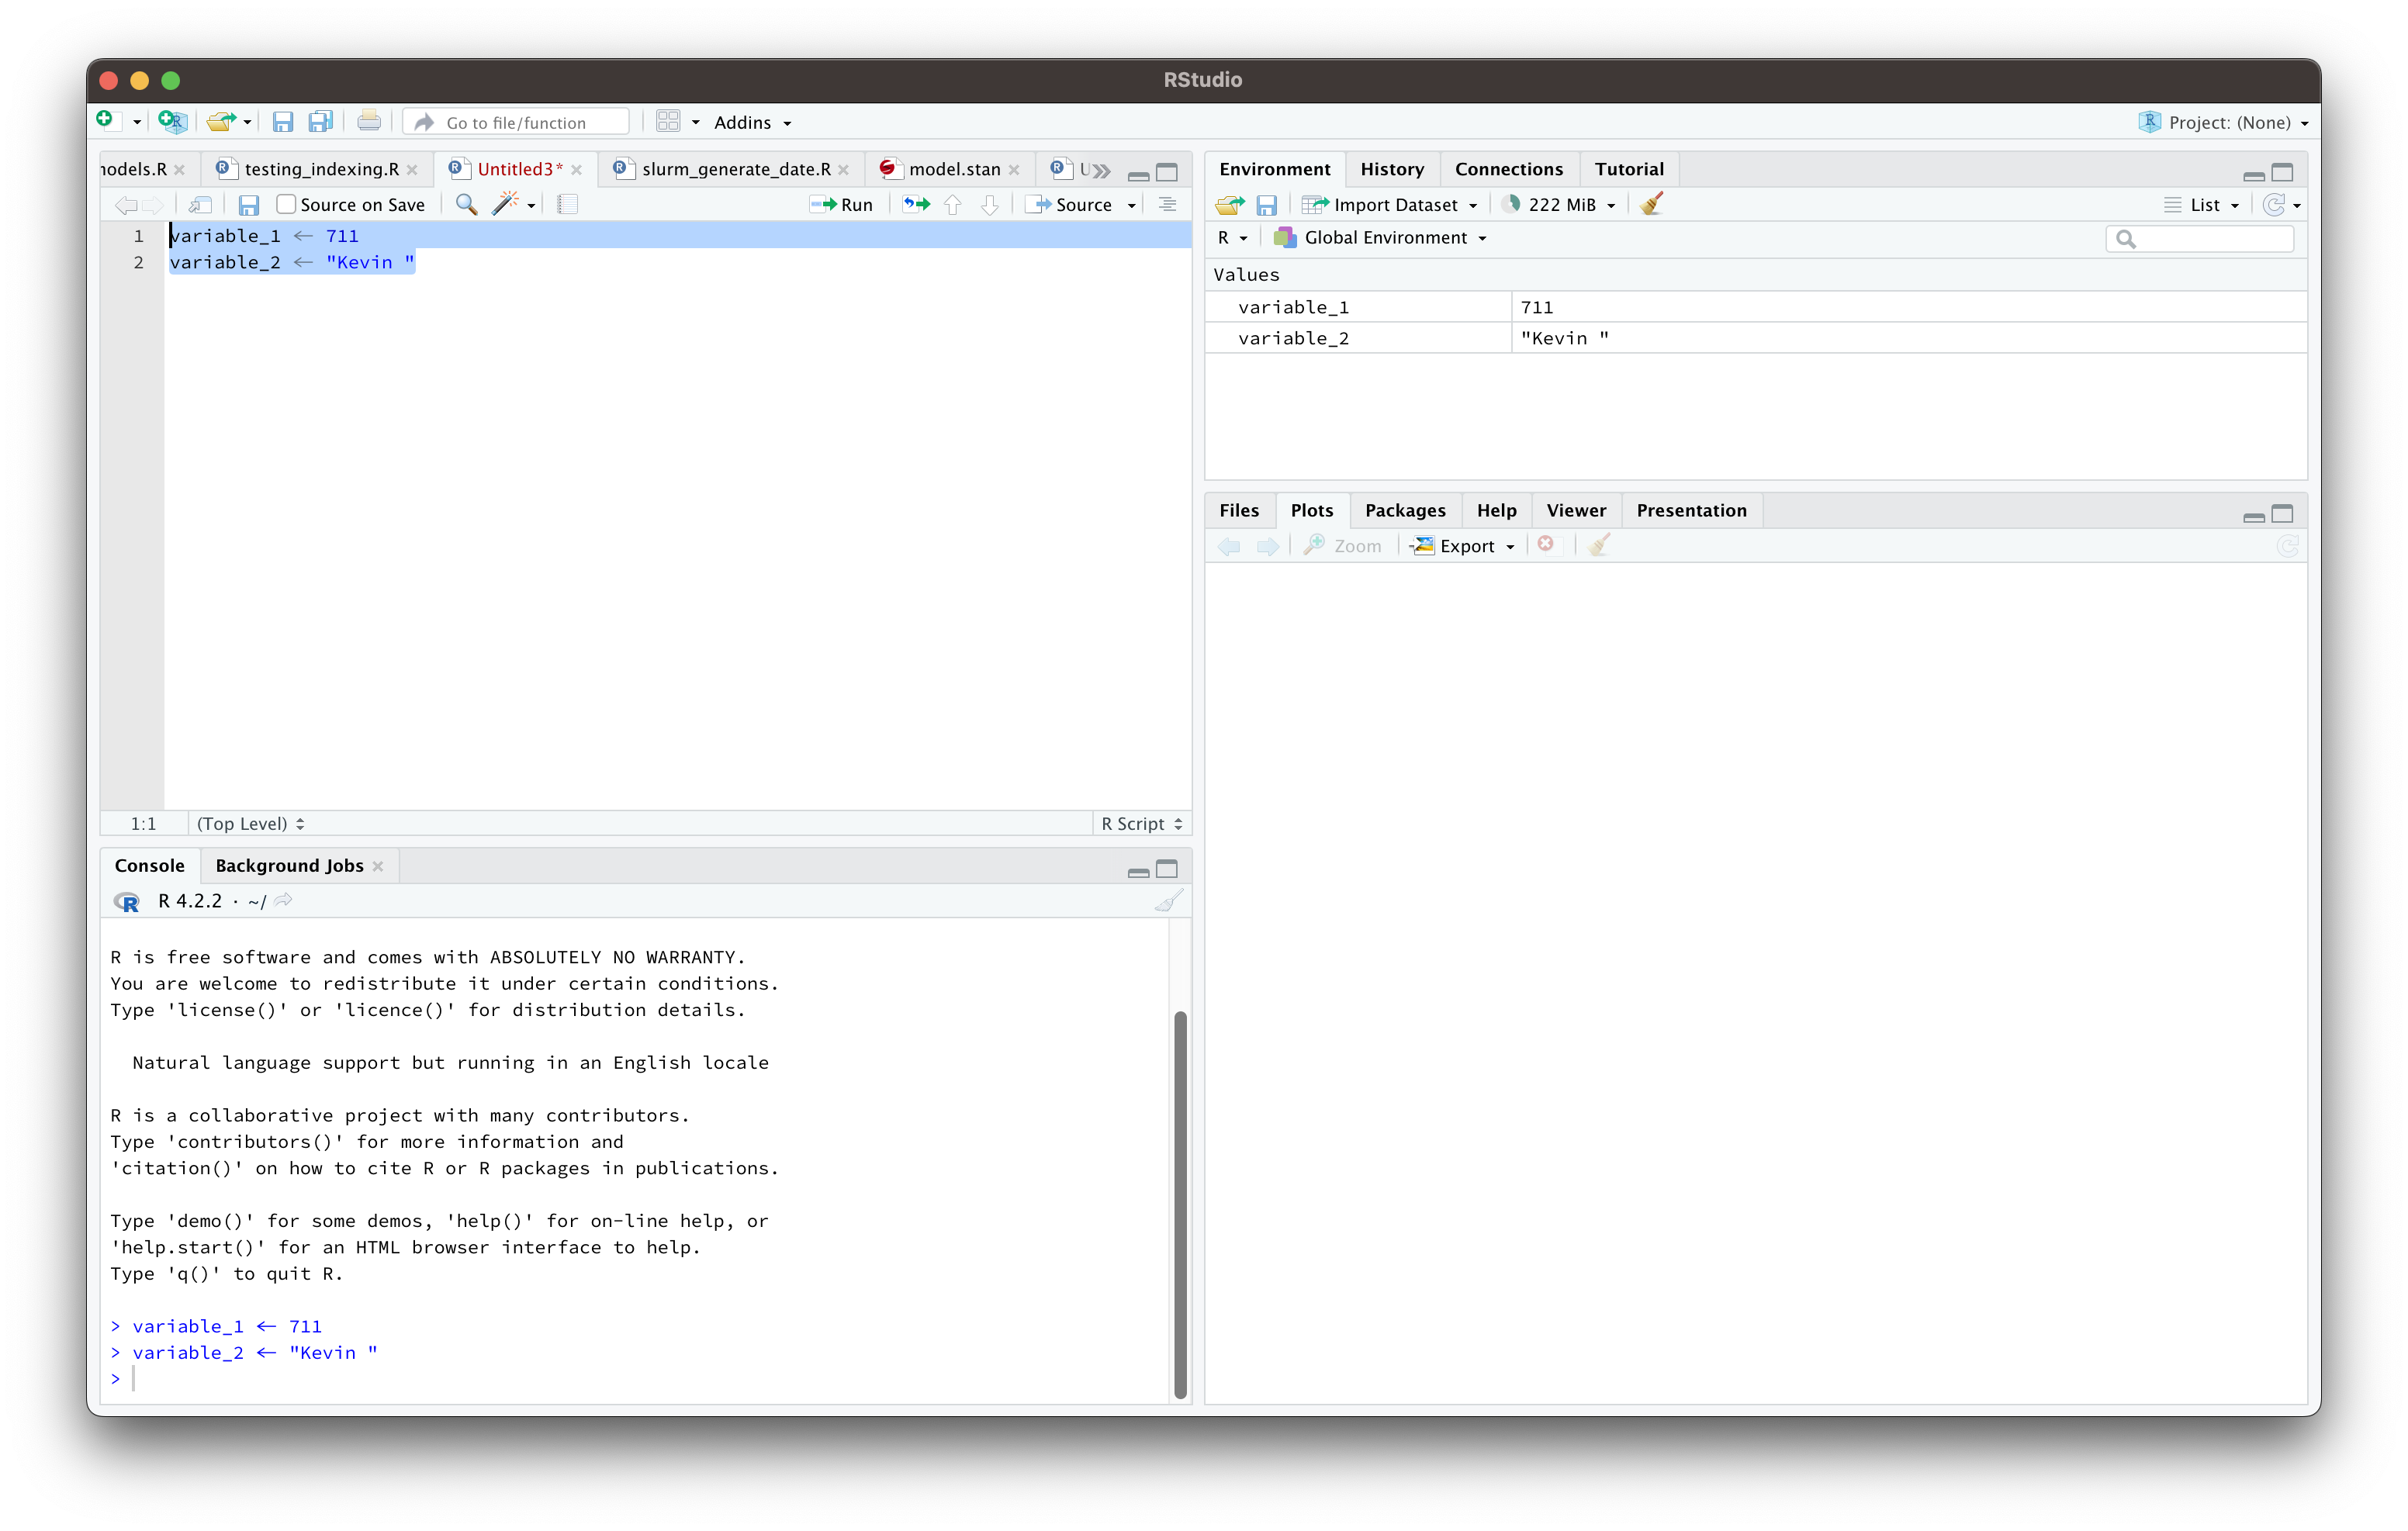 RStudio
Go to file/function
Addins
Project: (None)
models.R
testing_indexing.R
Untitled3*
slurm_generate_date.R
model.stan
U
Source on Save
Run
Source
1 variable_1 ← 711
2 variable_2 ← "Kevin "
1:1
(Top Level)
R Script
Console
Background Jobs
R 4.2.2 · ~/
R is free software and comes with ABSOLUTELY NO WARRANTY.
You are welcome to redistribute it under certain conditions.
Type 'license()' or 'licence()' for distribution details.
Natural language support but running in an English locale
R is a collaborative project with many contributors.
Type 'contributors()' for more information and
'citation()' on how to cite R or R packages in publications.
Type 'demo()' for some demos, 'help()' for on-line help, or
'help.start()' for an HTML browser interface to help.
Type 'q()' to quit R.
> variable_1 ← 711
> variable_2 ← "Kevin "
>
Environment
History
Connections
Tutorial
Import Dataset
222 MiB
List
R
Global Environment
Values
variable_1 711
variable_2 "Kevin "
Files
Plots
Packages
Help
Viewer
Presentation
Zoom
Export